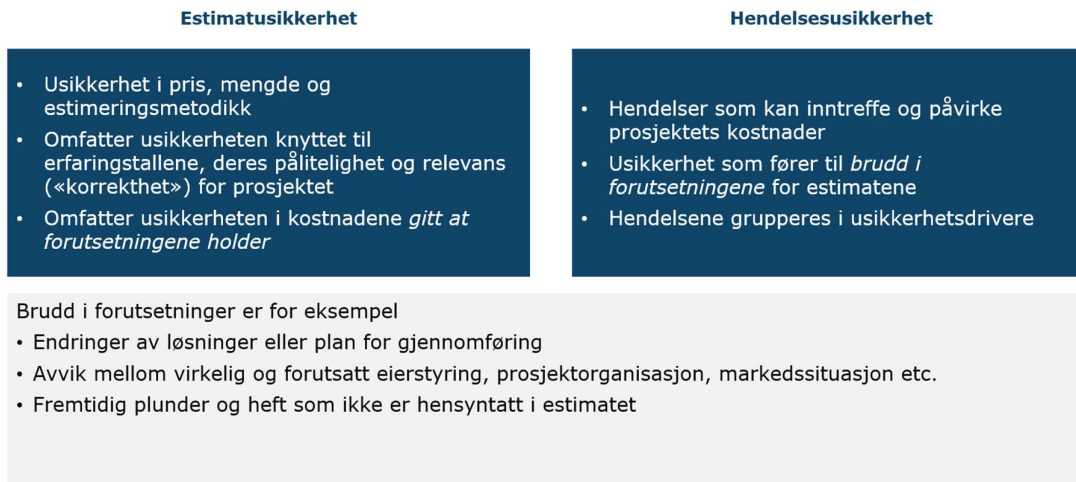 Estimatusikkerhet
• Usikkerhet i pris, mengde og
estimeringsmetodikk
• Omfatter usikkerheten knyttet til
erfaringstallene, deres pålitelighet og relevans
(«korrekthet») for prosjektet
• Omfatter usikkerheten i kostnadene gitt at
forutsetningene holder
Hendelsesusikkerhet
• Hendelser som kan inntreffe og påvirke
prosjektets kostnader
• Usikkerhet som fører til brudd i
forutsetningene for estimatene
• Hendelsene grupperes i usikkerhetsdrivere
Brudd i forutsetninger er for eksempel
• Endringer av løsninger eller plan for gjennomføring
• Avvik mellom virkelig og forutsatt eierstyring, prosjektorganisasjon, markedssituasjon etc.
• Fremtidig plunder og heft som ikke er hensyntatt i estimatet